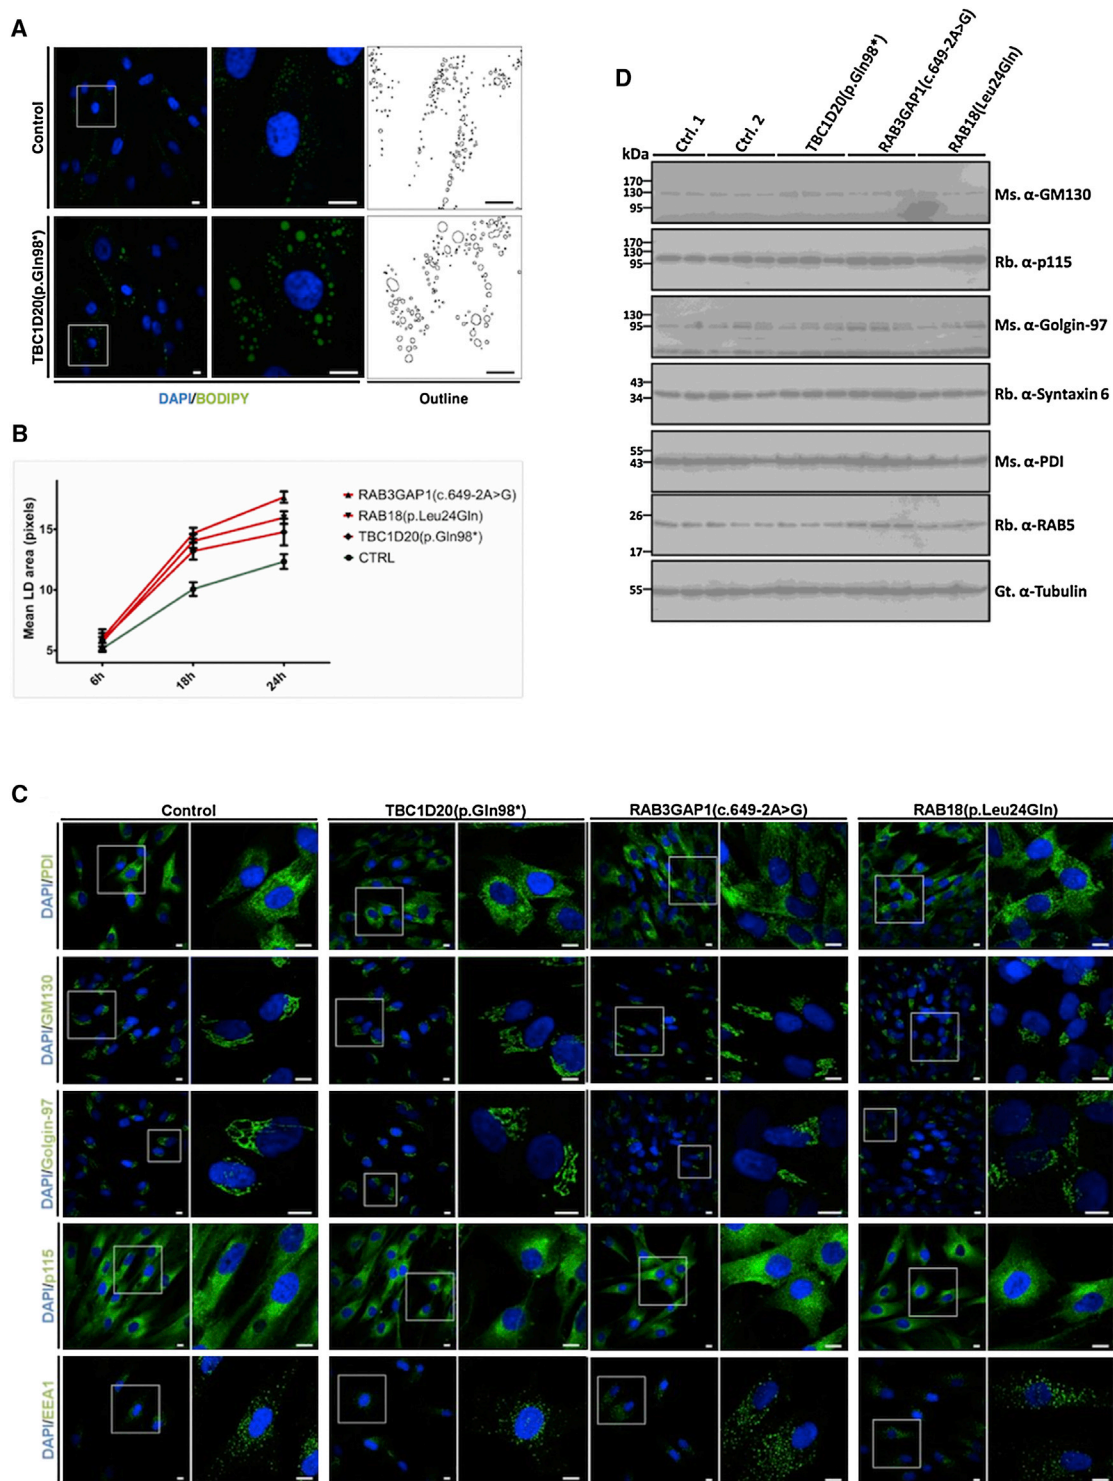 A
Control
TBC1D20(p.Gln98*)
DAPI/BODIPY
Outline
B
Mean LD area (pixels)
15
10
5
6h
18h
24h
RAB3GAP1(c.649-2A>G)
RAB18(p.Leu24Gln)
TBC1D20(p.Gln98*)
CTRL
D
kDa
Ctrl. 1
Ctrl. 2
TBC1D20(p.Gln98*)
RAB3GAP1(c.649-2A>G)
RAB18(Leu24Gln)
170
130
95
Ms. α-GM130
170
130
95
Rb. α-p115
130
95
Ms. α-Golgin-97
43
34
Rb. α-Syntaxin 6
55
43
Ms. α-PDI
26
17
Rb. α-RAB5
55
Gt. α-Tubulin
C
Control
TBC1D20(p.Gln98*)
RAB3GAP1(c.649-2A>G)
RAB18(p.Leu24Gln)
DAPI/PDI
DAPI/GM130
DAPI/Golgin-97
DAPI/p115
DAPI/EEA1